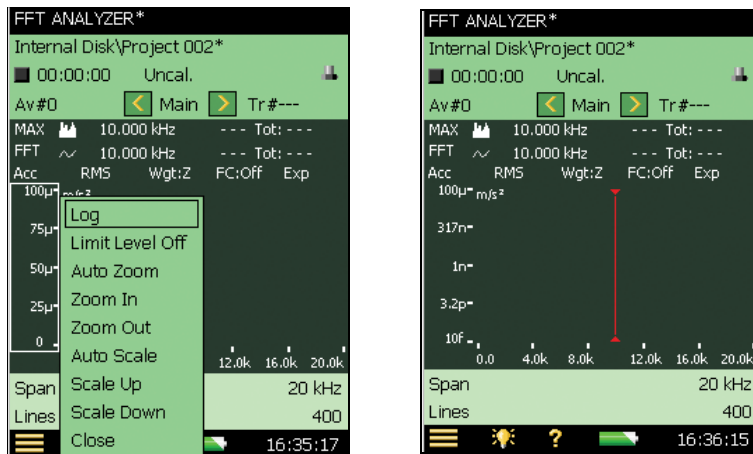 FFT ANALYZER*
Internal Disk\Project 002*
00:00:00 Uncal.
Av#0 < Main > Tr#---
MAX 10.000 kHz --- Tot: ---
FFT 10.000 kHz --- Tot: ---
Acc RMS Wgt:Z FC:Off Exp
100µ m/s²
75µ
50µ
25µ
0
Log
Limit Level Off
Auto Zoom
Zoom In
Zoom Out
Auto Scale
Scale Up
Scale Down
Close
12.0k 16.0k 20.0k
Span 20 kHz
Lines 400
16:35:17
FFT ANALYZER*
Internal Disk\Project 002*
00:00:00 Uncal.
Av#0 < Main > Tr#---
MAX 10.000 kHz --- Tot: ---
FFT 10.000 kHz --- Tot: ---
Acc RMS Wgt:Z FC:Off Exp
100µ m/s²
317n
1n
3.2p
10f
0.0 4.0k 8.0k 12.0k 16.0k 20.0k
Span 20 kHz
Lines 400
? 16:36:15